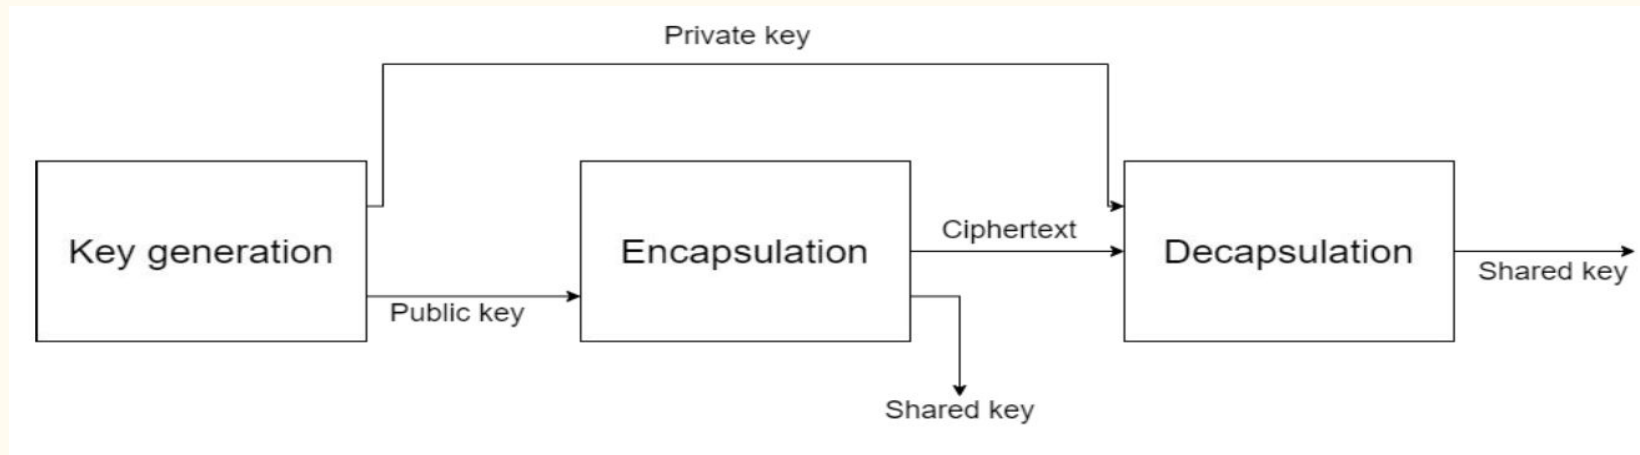 Private key
Key generation
Public key
Encapsulation
Ciphertext
Shared key
Decapsulation
Shared key